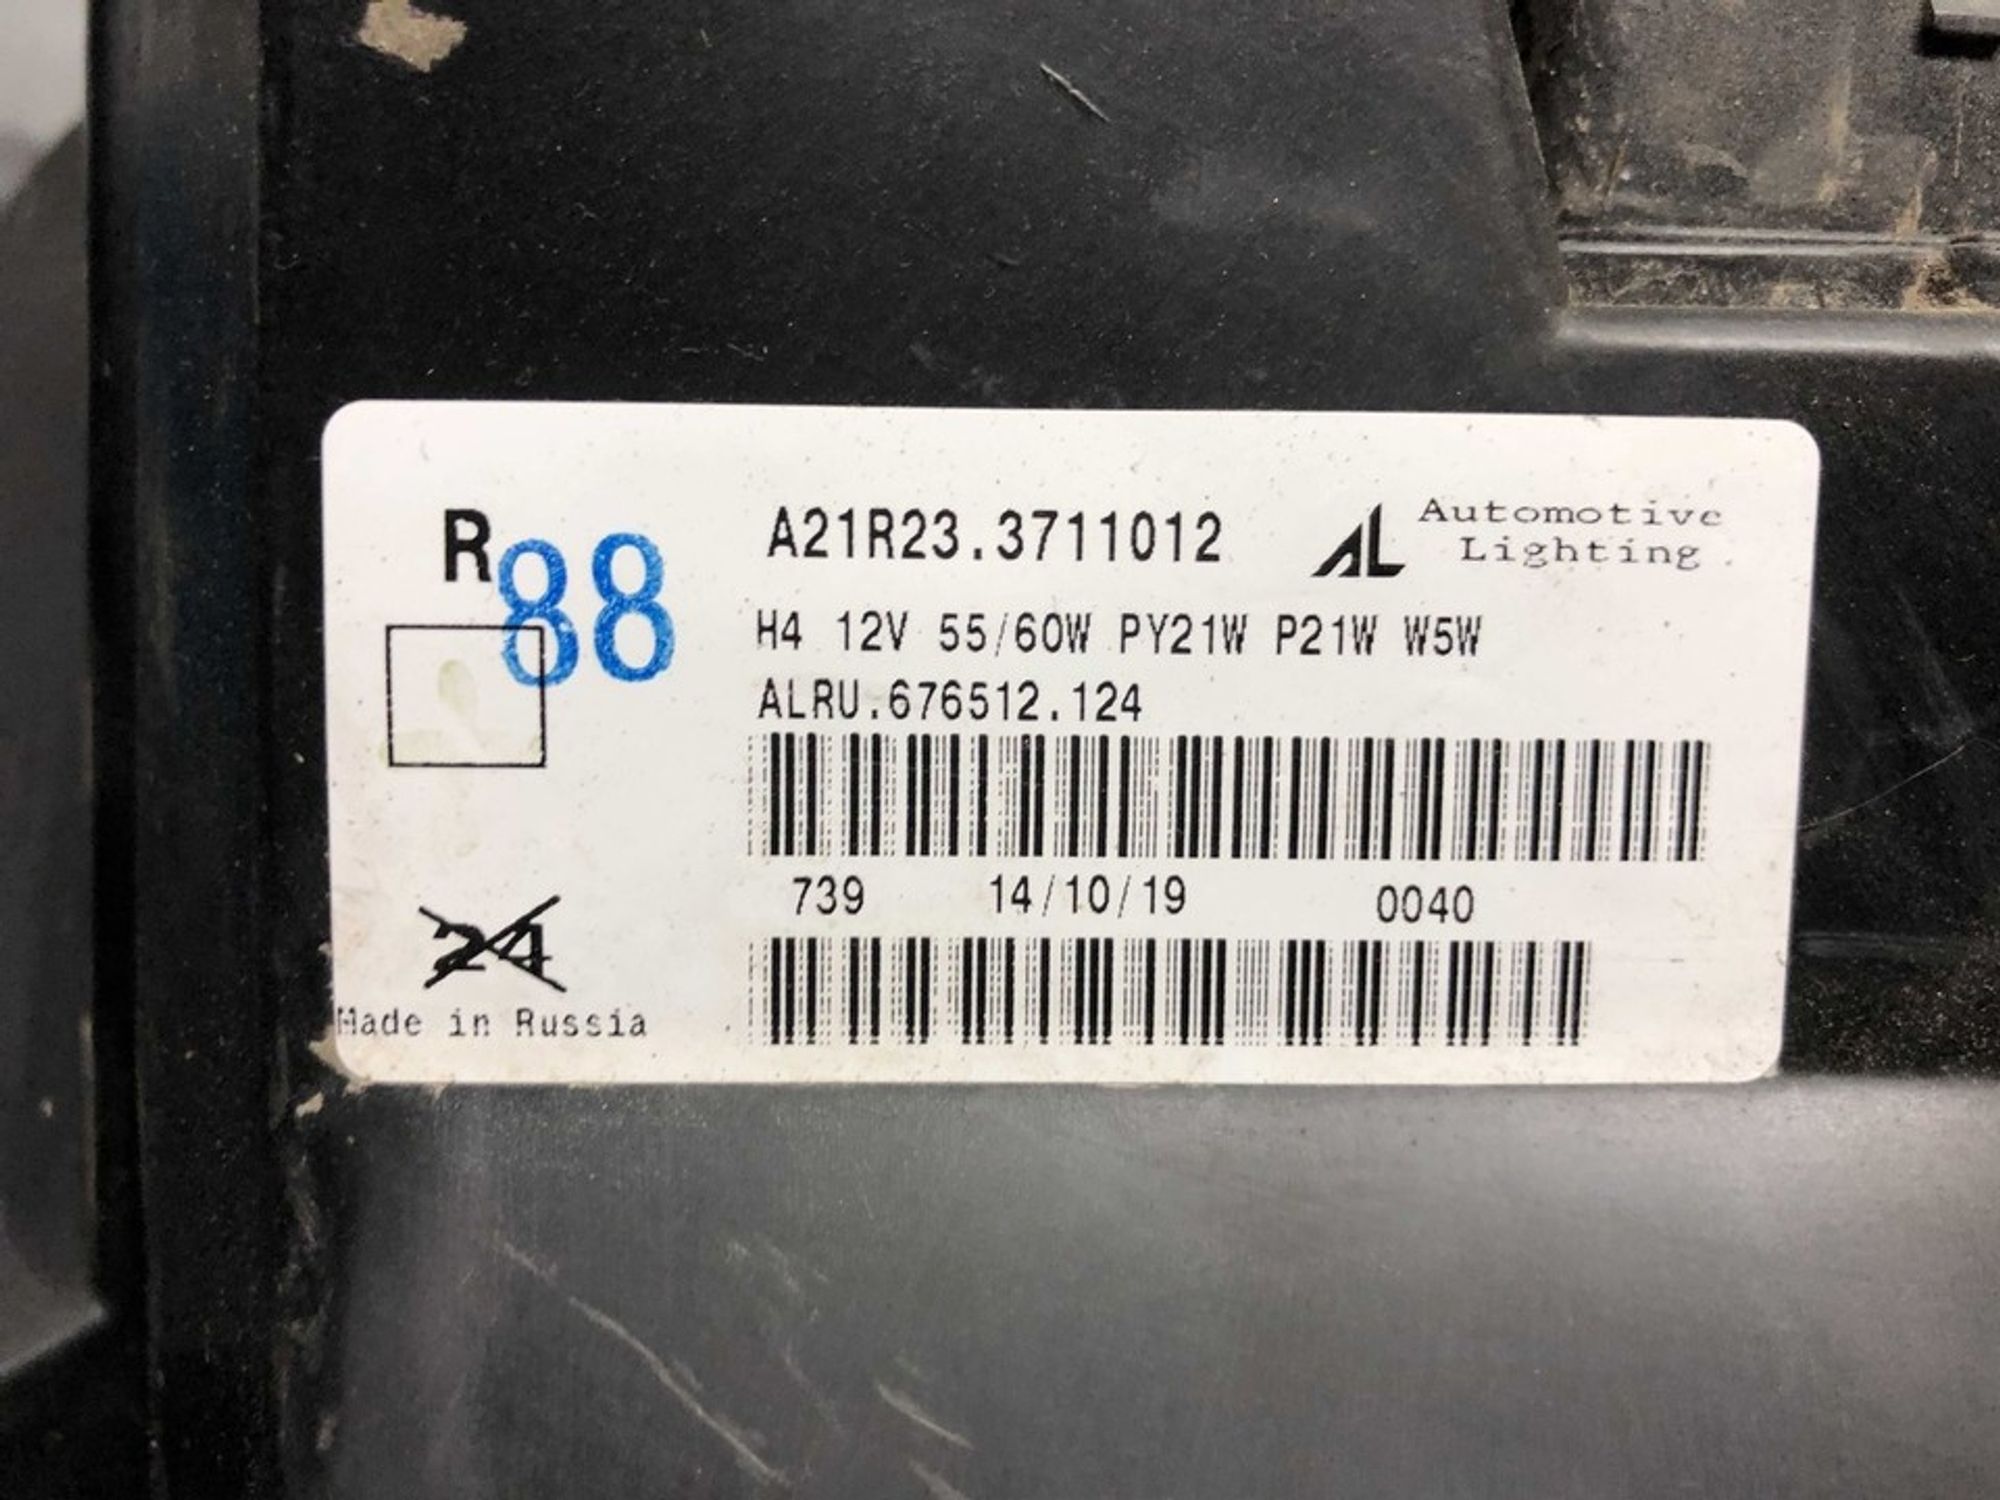 R
88
A21R23.3711012
AL Automotive
Lighting
H4 12V 55/60W PY21W P21W W5W
ALRU.676512.124
739 14/10/19 0040
24
Made in Russia